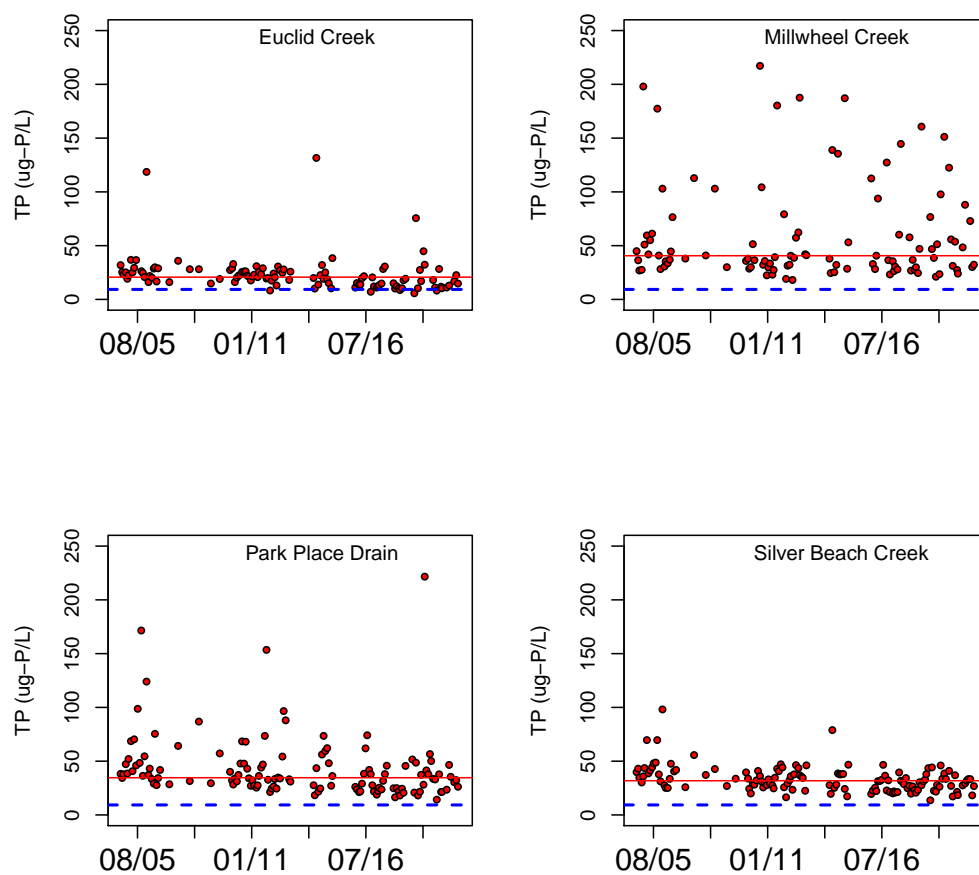 Euclid Creek
TP (ug−P/L)
250
200
150
100
50
0
08/05 01/11 07/16
Millwheel Creek
TP (ug−P/L)
250
200
150
100
50
0
08/05 01/11 07/16
Park Place Drain
TP (ug−P/L)
250
200
150
100
50
0
08/05 01/11 07/16
Silver Beach Creek
TP (ug−P/L)
250
200
150
100
50
0
08/05 01/11 07/16